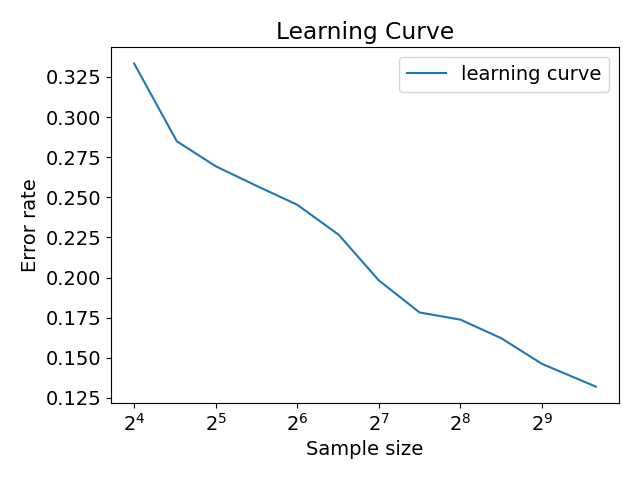 Learning Curve
learning curve
0.325
0.300
0.275
0.250
0.225
0.200
0.175
0.150
0.125
Error rate
2⁴ 2⁵ 2⁶ 2⁷ 2⁸ 2⁹
Sample size